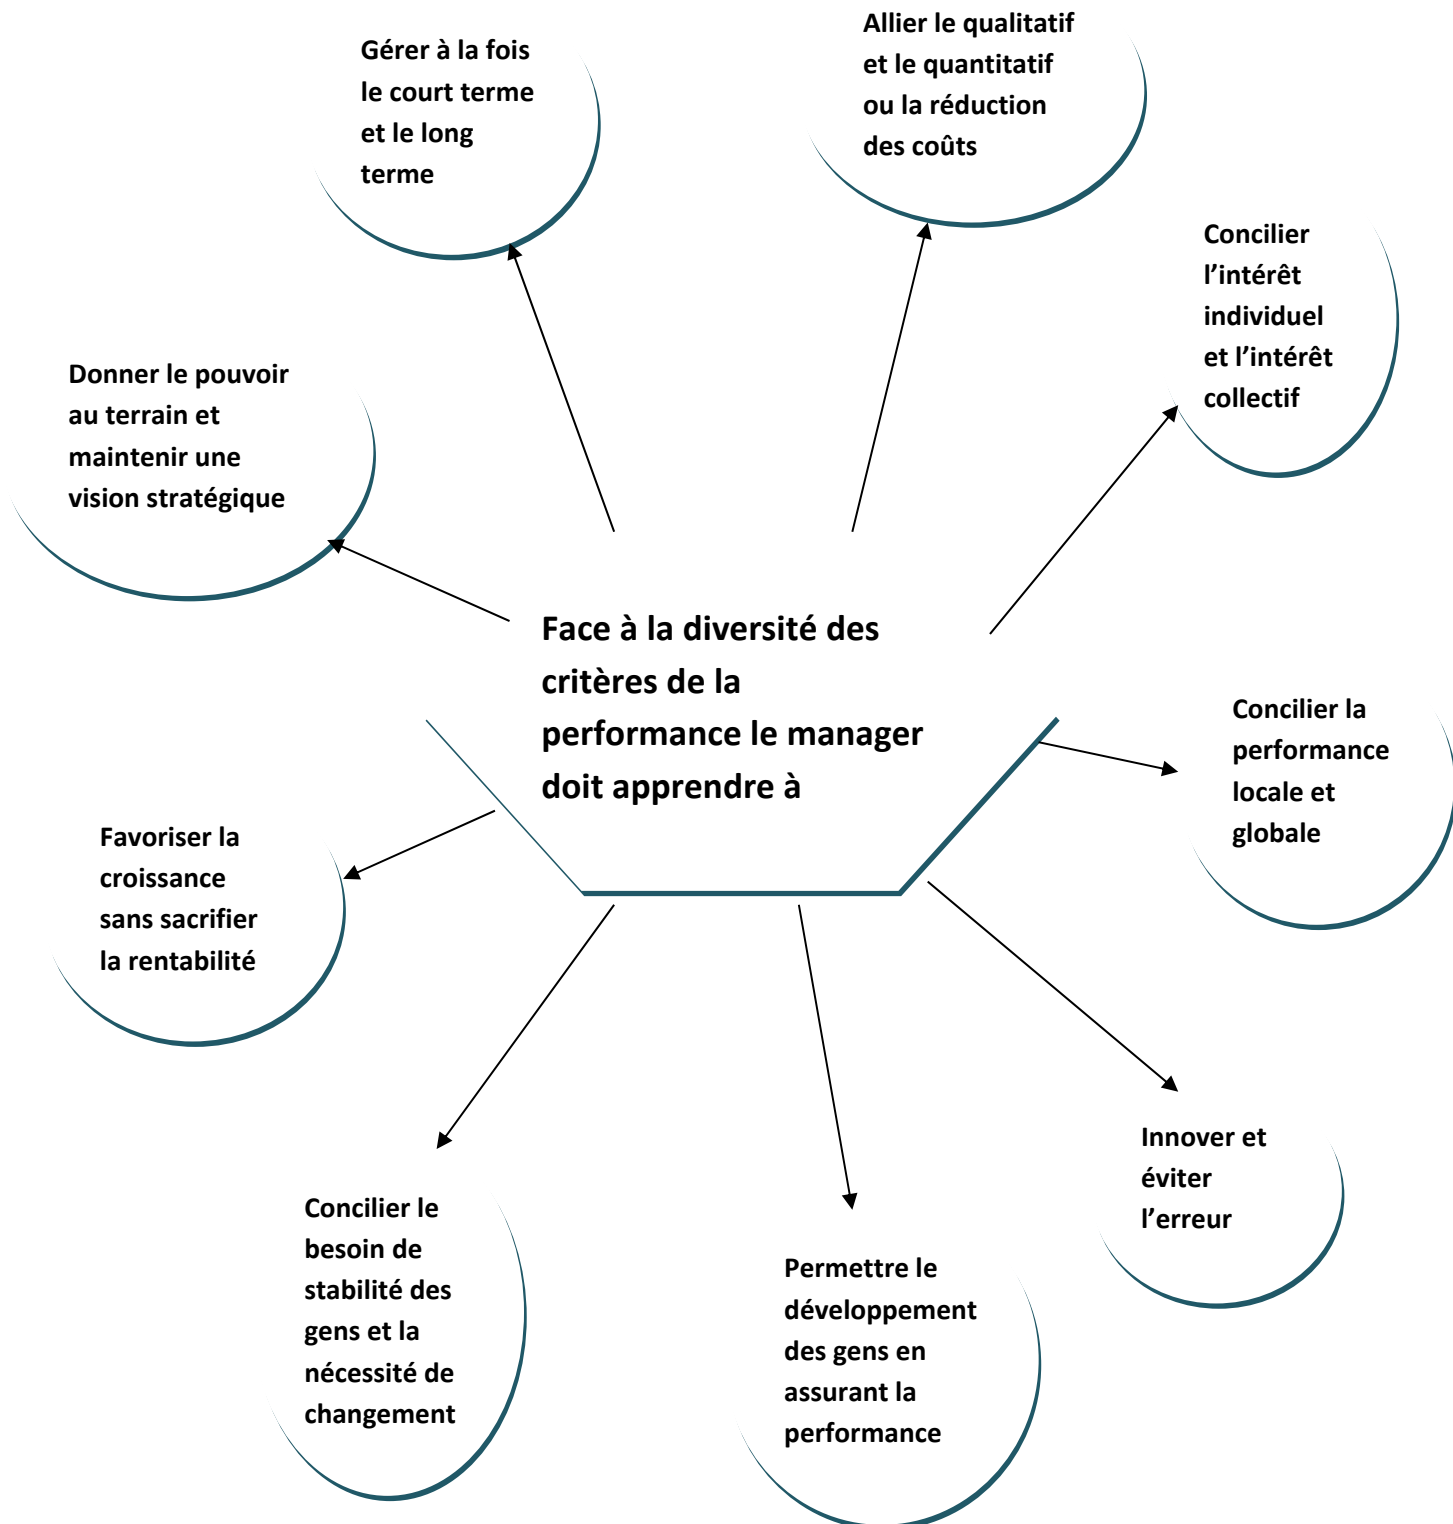 Gérer à la fois
le court terme
et le long
terme
Allier le qualitatif
et le quantitatif
ou la réduction
des coûts
Concilier
l’intérêt
individuel
et l’intérêt
collectif
Donner le pouvoir
au terrain et
maintenir une
vision stratégique
Face à la diversité des
critères de la
performance le manager
doit apprendre à
Concilier la
performance
locale et
globale
Favoriser la
croissance
sans sacrifier
la rentabilité
Innover et
éviter
l’erreur
Concilier le
besoin de
stabilité des
gens et la
nécessité de
changement
Permettre le
développement
des gens en
assurant la
performance